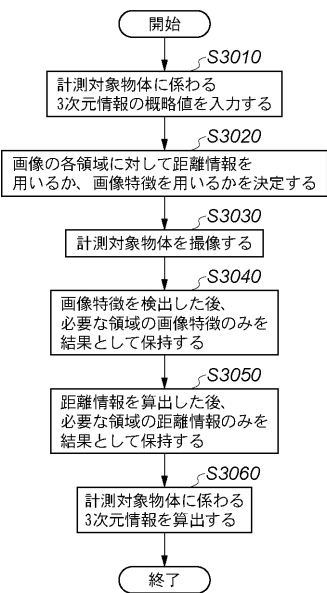 開始
S3010
計測対象物体に係わる
3次元情報の概略値を入力する
S3020
画像の各領域に対して距離情報を
用いるか、画像特徴を用いるかを決定する
S3030
計測対象物体を撮像する
S3040
画像特徴を検出した後、
必要な領域の画像特徴のみを
結果として保持する
S3050
距離情報を算出した後、
必要な領域の距離情報のみを
結果として保持する
S3060
計測対象物体に係わる
3次元情報を算出する
終了